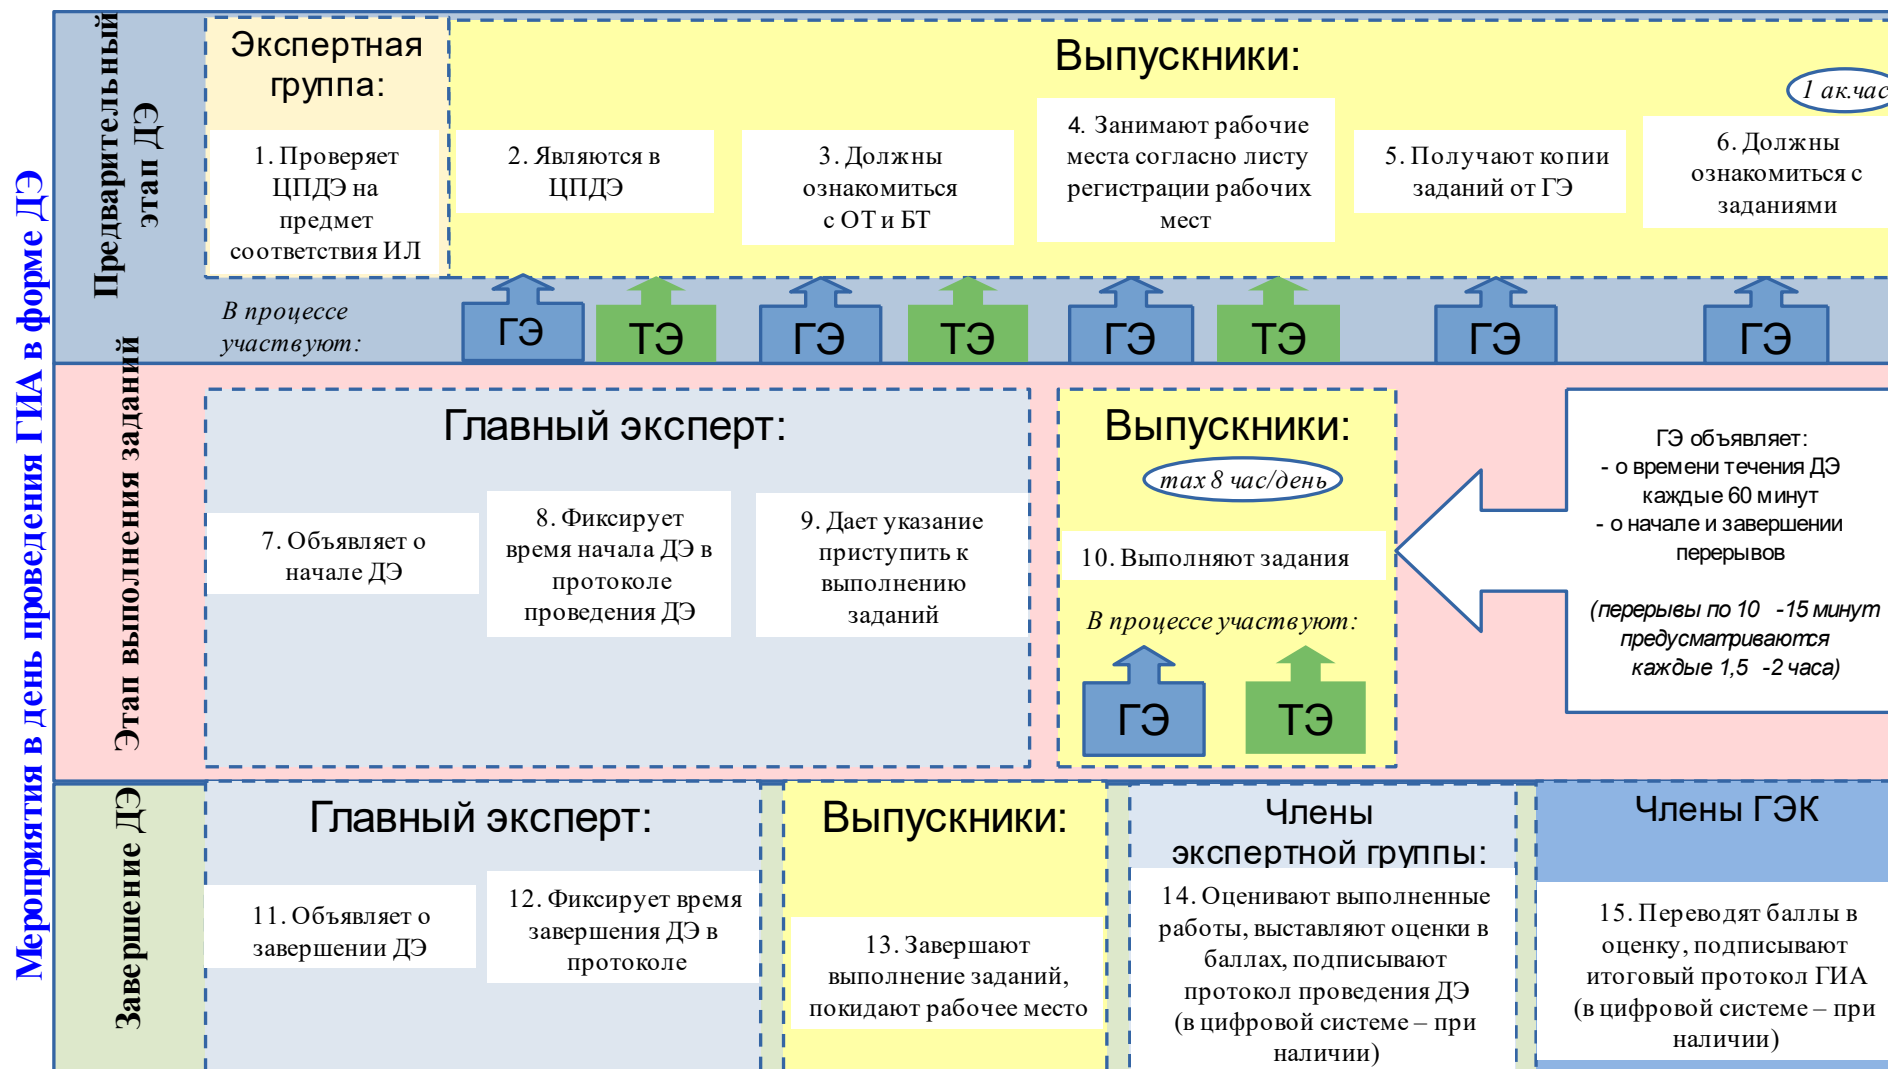 Мероприятия в день проведения ГИА в форме ДЭ
Предварительный
этап ДЭ
Экспертная
группа:
1. Проверяет
ЦПДЭ на
предмет
соответствия ИЛ
Выпускники:
1 ак.час
2. Являются в
ЦПДЭ
3. Должны
ознакомиться
с ОТ и БТ
4. Занимают рабочие
места согласно листу
регистрации рабочих
мест
5. Получают копии
заданий от ГЭ
6. Должны
ознакомиться с
заданиями
В процессе
участвуют:
ГЭ
ТЭ
ГЭ
ТЭ
ГЭ
ТЭ
ГЭ
ГЭ
Этап выполнения заданий
Главный эксперт:
7. Объявляет о
начале ДЭ
8. Фиксирует
время начала ДЭ в
протоколе
проведения ДЭ
9. Дает указание
приступить к
выполнению
заданий
Выпускники:
max 8 час/день
10. Выполняют задания
В процессе участвуют:
ГЭ
ТЭ
ГЭ объявляет:
- о времени течения ДЭ
каждые 60 минут
- о начале и завершении
перерывов
(перерывы по 10 -15 минут
предусматриваются
каждые 1,5 -2 часа)
Завершение ДЭ
Главный эксперт:
11. Объявляет о
завершении ДЭ
12. Фиксирует время
завершения ДЭ в
протоколе
Выпускники:
13. Завершают
выполнение заданий,
покидают рабочее место
Члены
экспертной группы:
14. Оценивают выполненные
работы, выставляют оценки в
баллах, подписывают
протокол проведения ДЭ
(в цифровой системе – при
наличии)
Члены ГЭК
15. Переводят баллы в
оценку, подписывают
итоговый протокол ГИА
(в цифровой системе – при
наличии)